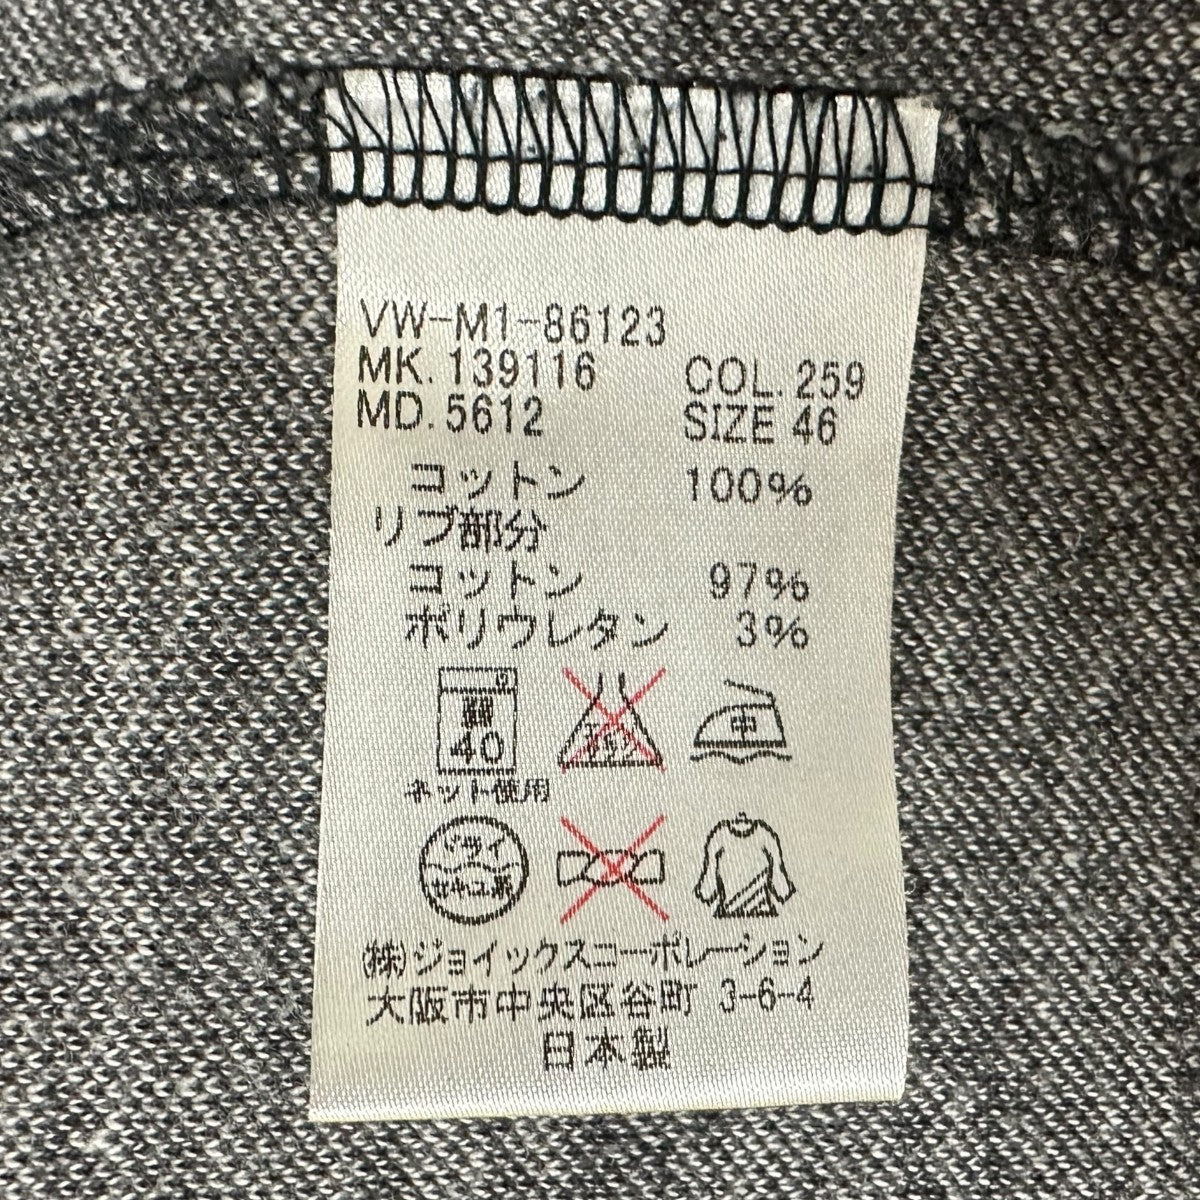 VW-M1-86123
MK. 139116 COL. 259
MD. 5612 SIZE 46
コットン 100%
リブ部分
コットン 97%
ポリウレタン 3%
40
中
ネット使用
ドライ
セキユ系
(株)ジョイックスコーポレーション
大阪市中央区谷町 3-6-4
日本製